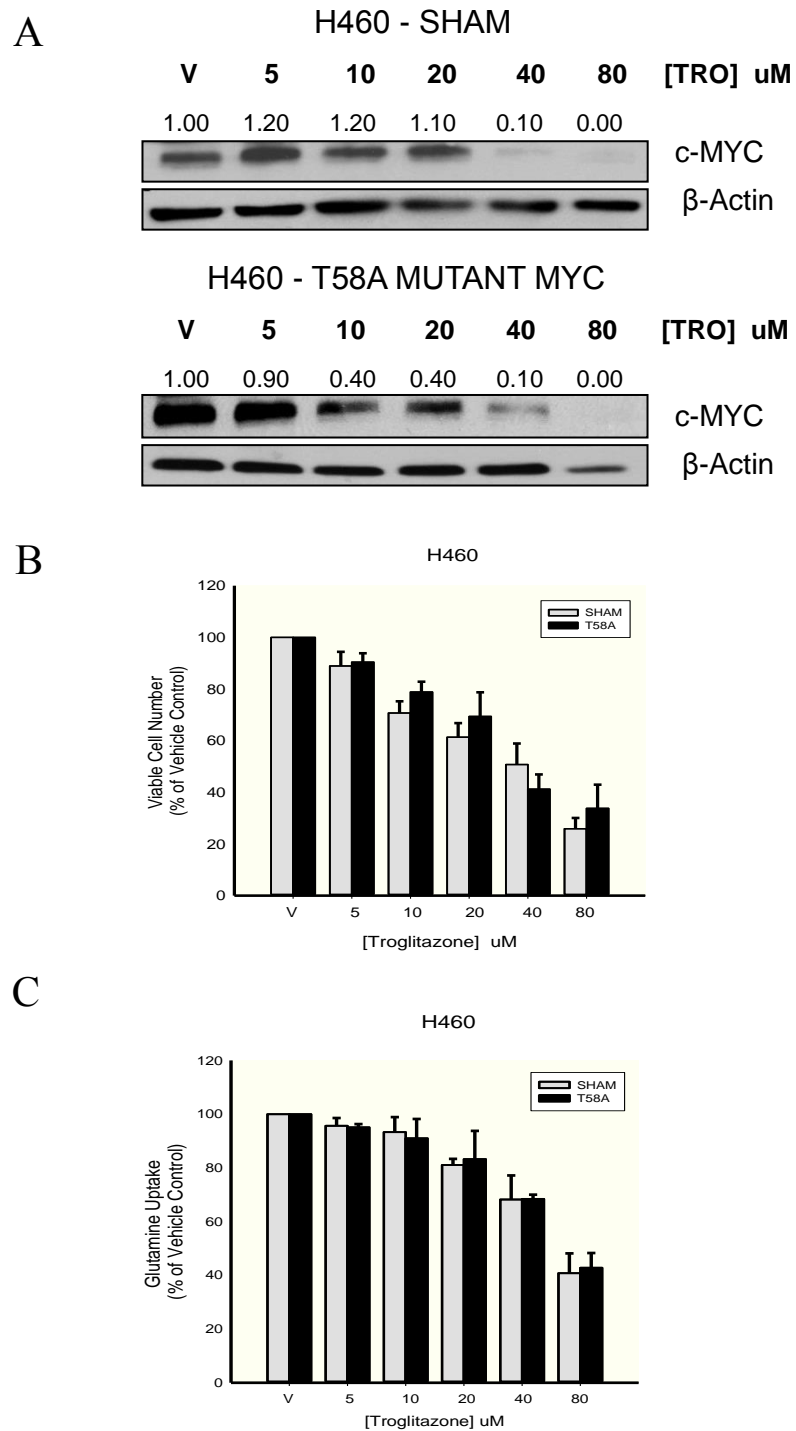 A
H460 - SHAM
V 5 10 20 40 80 [TRO] uM
1.00 1.20 1.20 1.10 0.10 0.00
c-MYC
β-Actin
H460 - T58A MUTANT MYC
V 5 10 20 40 80 [TRO] uM
1.00 0.90 0.40 0.40 0.10 0.00
c-MYC
β-Actin
B
H460
120
100
80
60
40
20
0
Viable Cell Number
(% of Vehicle Control)
SHAM
T58A
V 5 10 20 40 80
[Troglitazone] uM
C
H460
120
100
80
60
40
20
0
Glutamine Uptake
(% of Vehicle Control)
SHAM
T58A
V 5 10 20 40 80
[Troglitazone] uM